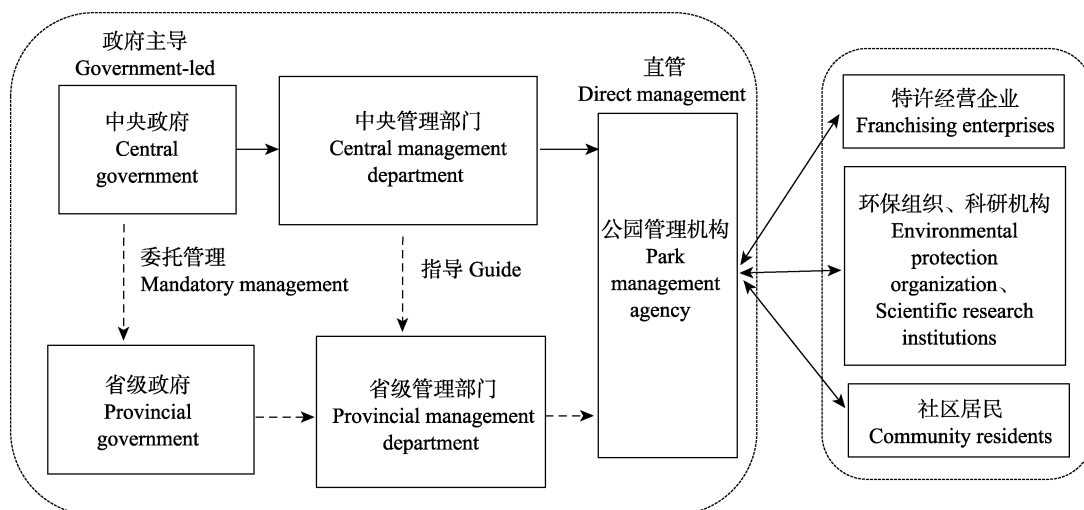 政府主导
Government-led
中央政府
Central
government
中央管理部门
Central management
department
直管
Direct management
委托管理
Mandatory management
指导 Guide
公园管理机构
Park
management
agency
省级政府
Provincial
government
省级管理部门
Provincial management
department
特许经营企业
Franchising enterprises
环保组织、科研机构
Environmental
protection
organization、
Scientific research
institutions
社区居民
Community residents